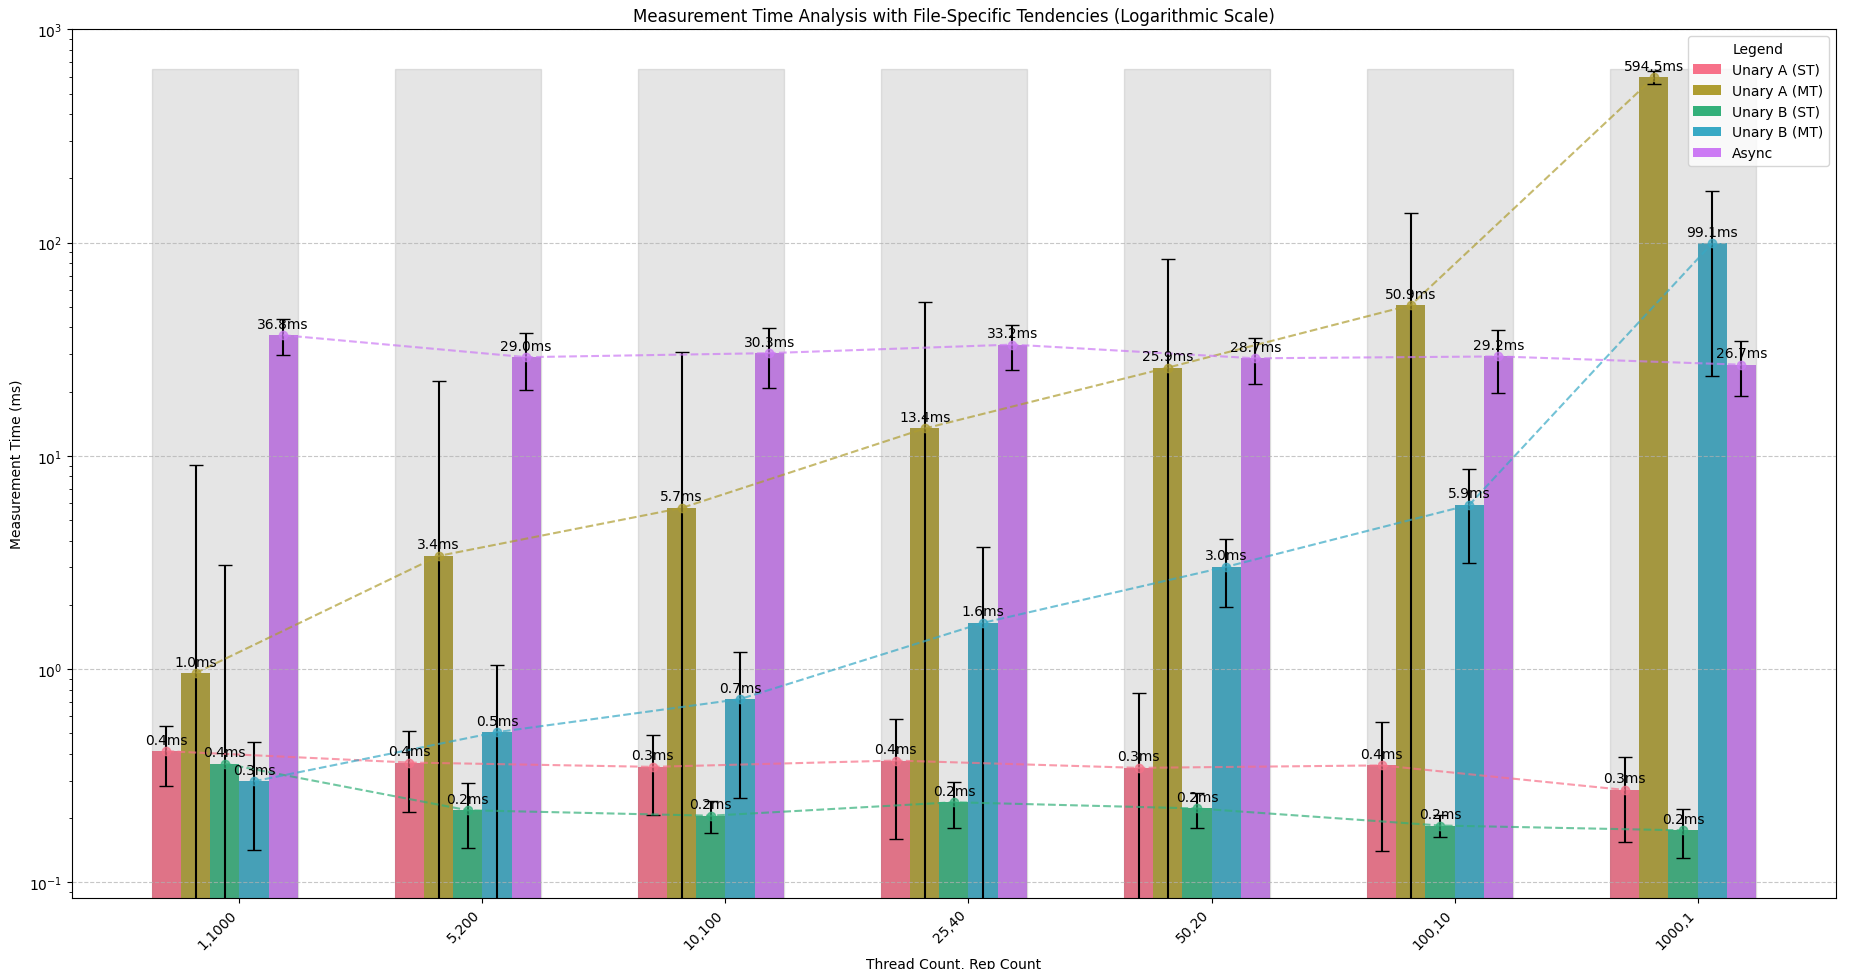 Measurement Time Analysis with File-Specific Tendencies (Logarithmic Scale)
Measurement Time (ms)
10³
10²
10¹
10⁰
10⁻¹
Legend
Unary A (ST)
Unary A (MT)
Unary B (ST)
Unary B (MT)
Async
0.4ms
1.0ms
0.4ms
0.3ms
36.8ms
0.4ms
3.4ms
0.2ms
0.5ms
29.0ms
0.3ms
5.7ms
0.2ms
0.7ms
30.3ms
0.4ms
13.4ms
0.2ms
1.6ms
33.2ms
0.3ms
25.9ms
0.2ms
3.0ms
28.7ms
0.4ms
50.9ms
0.2ms
5.9ms
29.2ms
0.3ms
594.5ms
0.2ms
99.1ms
26.7ms
1,1000
5,200
10,100
25,40
50,20
100,10
1000,1
Thread Count, Rep Count